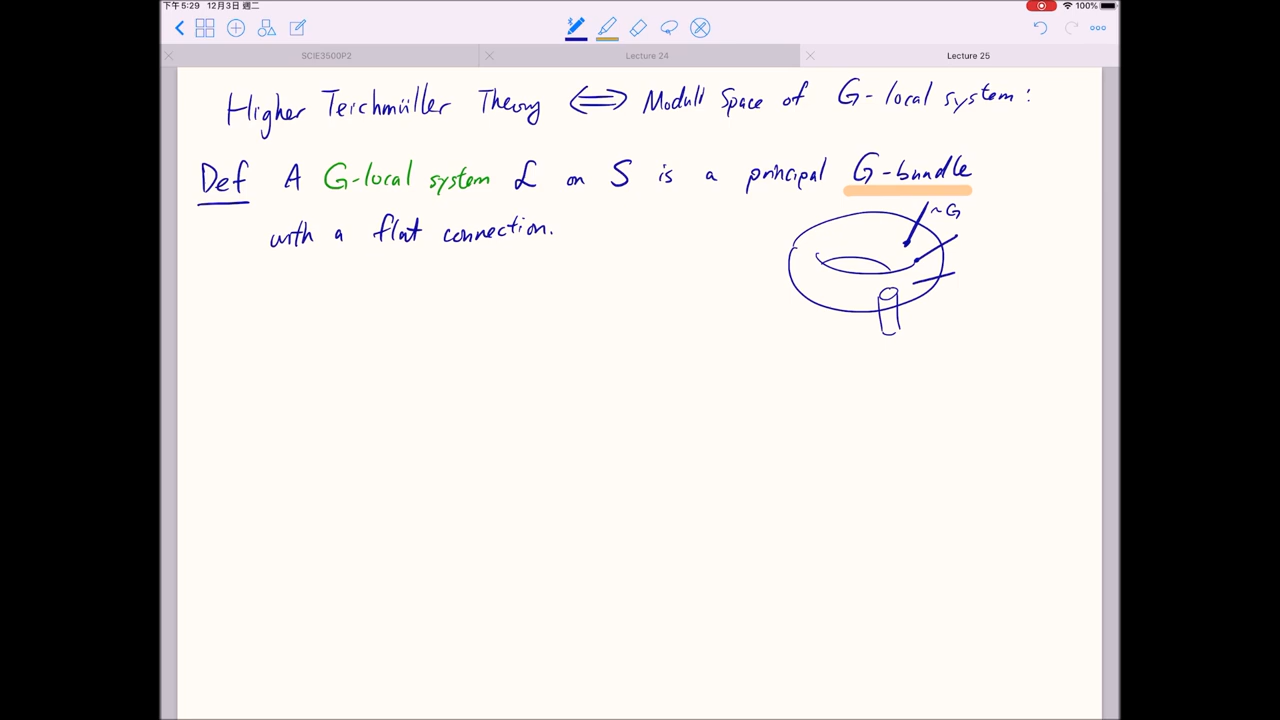 下午5:29 12月3日 週二
100%
SCIE3500P2
Lecture 24
Lecture 25
Higher Teichmüller Theory ⟺ Moduli Space of G-local system:
Def A G-local system ℒ on S is a principal G-bundle
with a flat connection.
~G